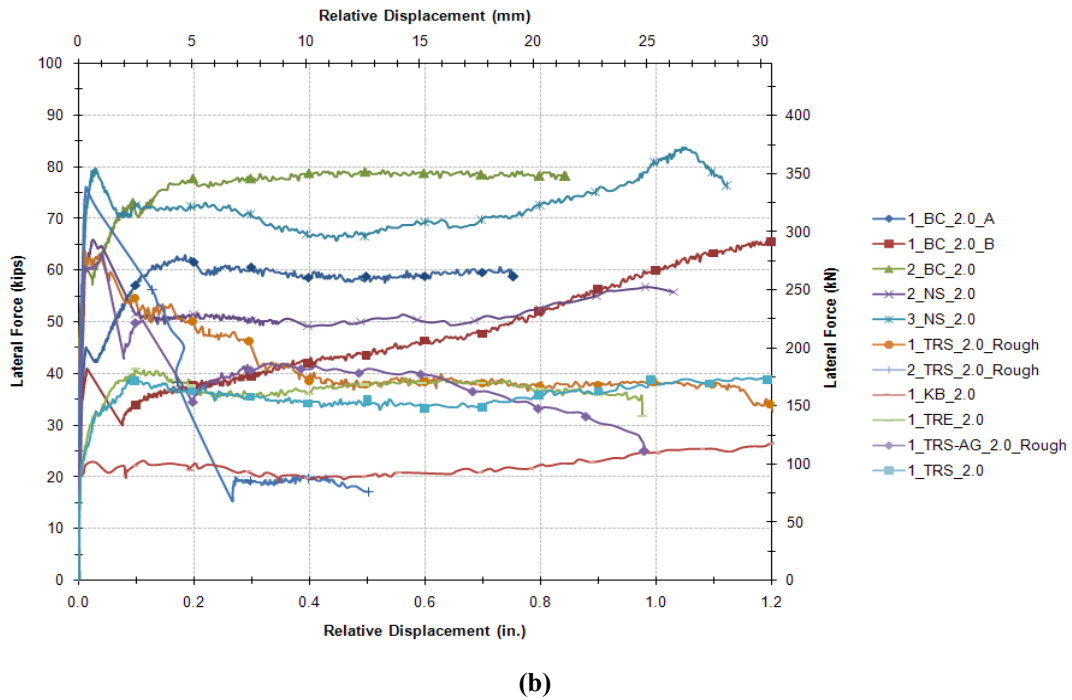 Relative Displacement (mm)
0 5 10 15 20 25 30
100
90
80
70
60
50
40
30
20
10
0
Lateral Force (kips)
400
350
300
250
200
150
100
50
0
Lateral Force (kN)
0.0 0.2 0.4 0.6 0.8 1.0 1.2
Relative Displacement (in.)
1_BC_2.0_A
1_BC_2.0_B
2_BC_2.0
2_NS_2.0
3_NS_2.0
1_TRS_2.0_Rough
2_TRS_2.0_Rough
1_KB_2.0
1_TRE_2.0
1_TRS-AG_2.0_Rough
1_TRS_2.0
(b)